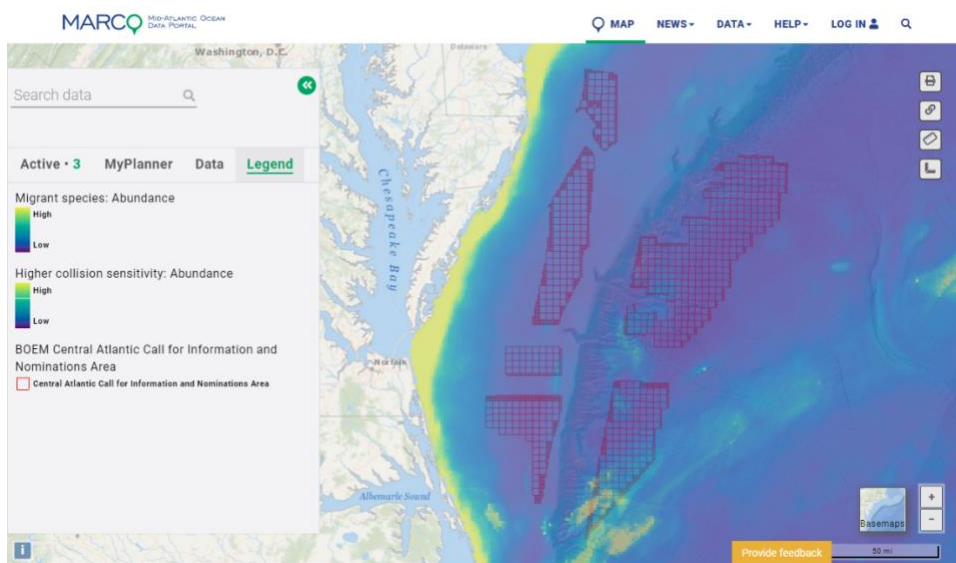 MARCO
MID-ATLANTIC OCEAN
DATA PORTAL
MAP
NEWS
DATA
HELP
LOG IN
Washington, D.C.
Delaware
Search data
Active • 3
MyPlanner
Data
Legend
Migrant species: Abundance
High
Low
Higher collision sensitivity: Abundance
High
Low
BOEM Central Atlantic Call for Information and
Nominations Area
Central Atlantic Call for Information and Nominations Area
Chesapeake Bay
Norfolk
Albemarle Sound
Basemaps
+
−
i
Provide feedback
50 mi